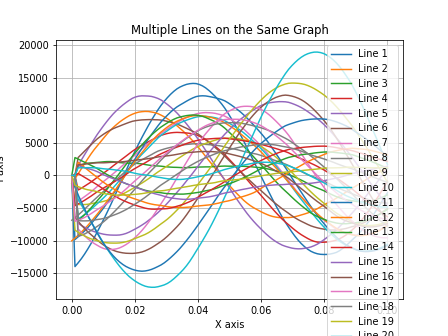 Multiple Lines on the Same Graph
20000
15000
10000
5000
0
−5000
−10000
−15000
0.00
0.02
0.04
0.06
0.08
X axis
Line 1
Line 2
Line 3
Line 4
Line 5
Line 6
Line 7
Line 8
Line 9
Line 10
Line 11
Line 12
Line 13
Line 14
Line 15
Line 16
Line 17
Line 18
Line 19
Line 20